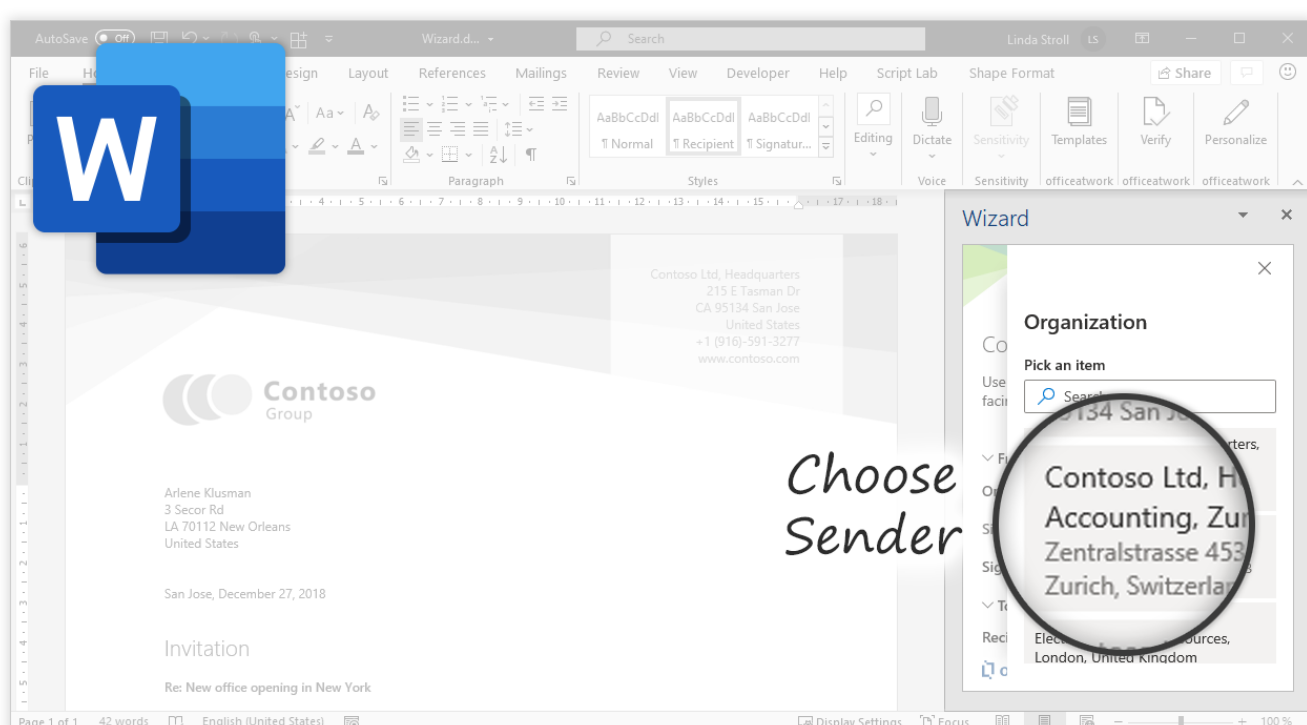 AutoSave Off Wizard.d... Search Linda Stroll LS
File Layout References Mailings Review View Developer Help Script Lab Shape Format Share
Aa
AaBbCcDdI AaBbCcDdI AaBbCcDdI
¶ Normal ¶ Recipient ¶ Signatur...
Editing Dictate Sensitivity Templates Verify Personalize
Paragraph Styles Voice Sensitivity officeatwork officeatwork officeatwork
W
Wizard
Contoso Ltd, Headquarters
215 E Tasman Dr
CA 95134 San Jose
United States
+1 (916)-591-3277
www.contoso.com
Contoso
Group
Arlene Klusman
3 Secor Rd
LA 70112 New Orleans
United States
San Jose, December 27, 2018
Invitation
Re: New office opening in New York
Choose
Sender
Organization
Pick an item
Search
Contoso Ltd, H
Accounting, Zur
Zentralstrasse 453
Zurich, Switzerla
London, United Kingdom
Page 1 of 1 42 words English (United States) Display Settings Focus 100 %